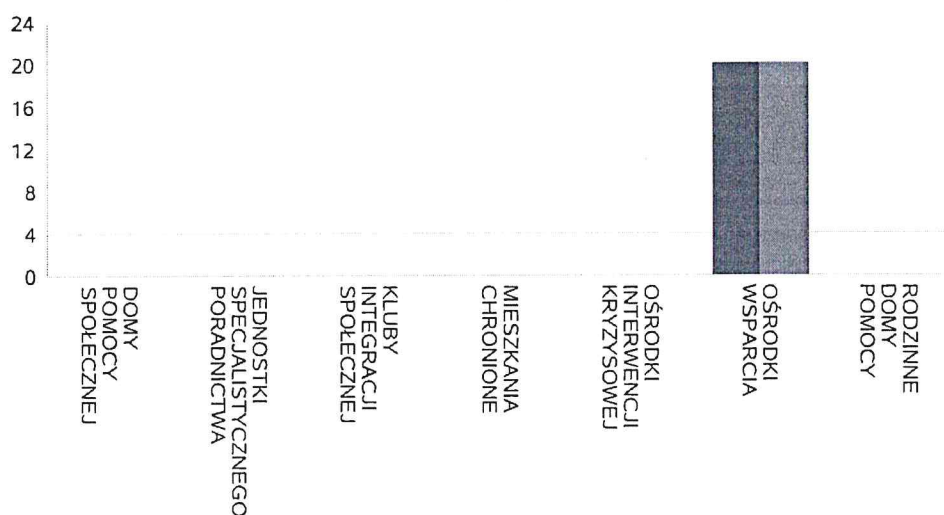 24
20
16
12
8
4
0
DOMY
POMOCY
SPOŁECZNEJ
JEDNOSTKI
SPECJALISTYCZNEGO
PORADNICTWA
KLUBY
INTEGRACJI
SPOŁECZNEJ
MIESZKANIA
CHRONIONE
OŚRODKI
INTERWENCJI
KRYZYSOWEJ
OŚRODKI
WSPARCIA
RODZINNE
DOMY
POMOCY